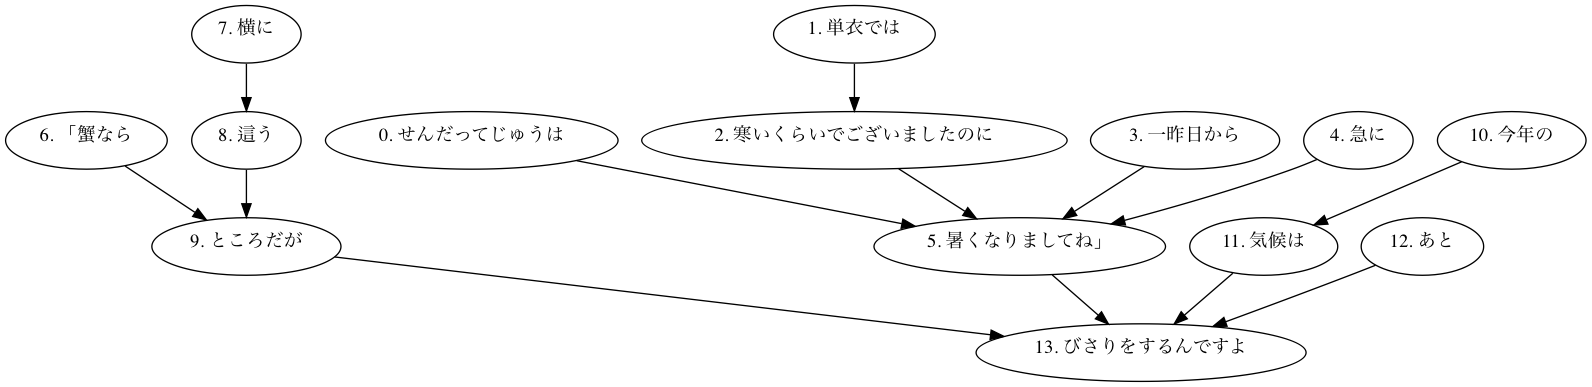 7. 横に
1. 単衣では
6. 「蟹なら
8. 這う
0. せんだってじゅうは
2. 寒いくらいでございましたのに
3. 一昨日から
4. 急に
10. 今年の
9. ところだが
5. 暑くなりましてね」
11. 気候は
12. あと
13. びさりをするんですよ